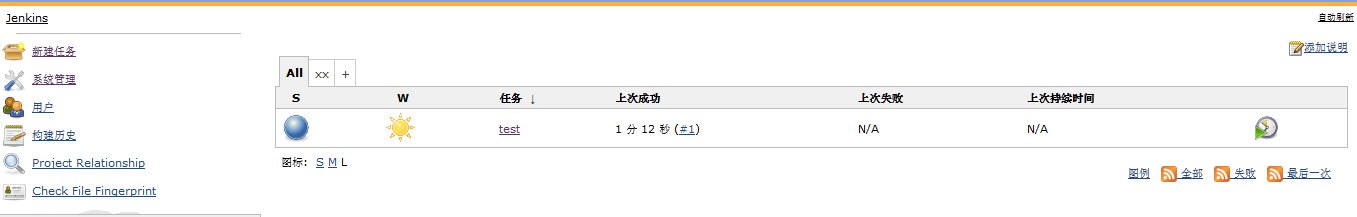 Jenkins
自动刷新
新建任务
系统管理
用户
构建历史
Project Relationship
Check File Fingerprint
添加说明
All xx +
S W 任务 ↓ 上次成功 上次失败 上次持续时间
test 1 分 12 秒 (#1) N/A N/A
图标: S M L
图例 全部 失败 最后一次